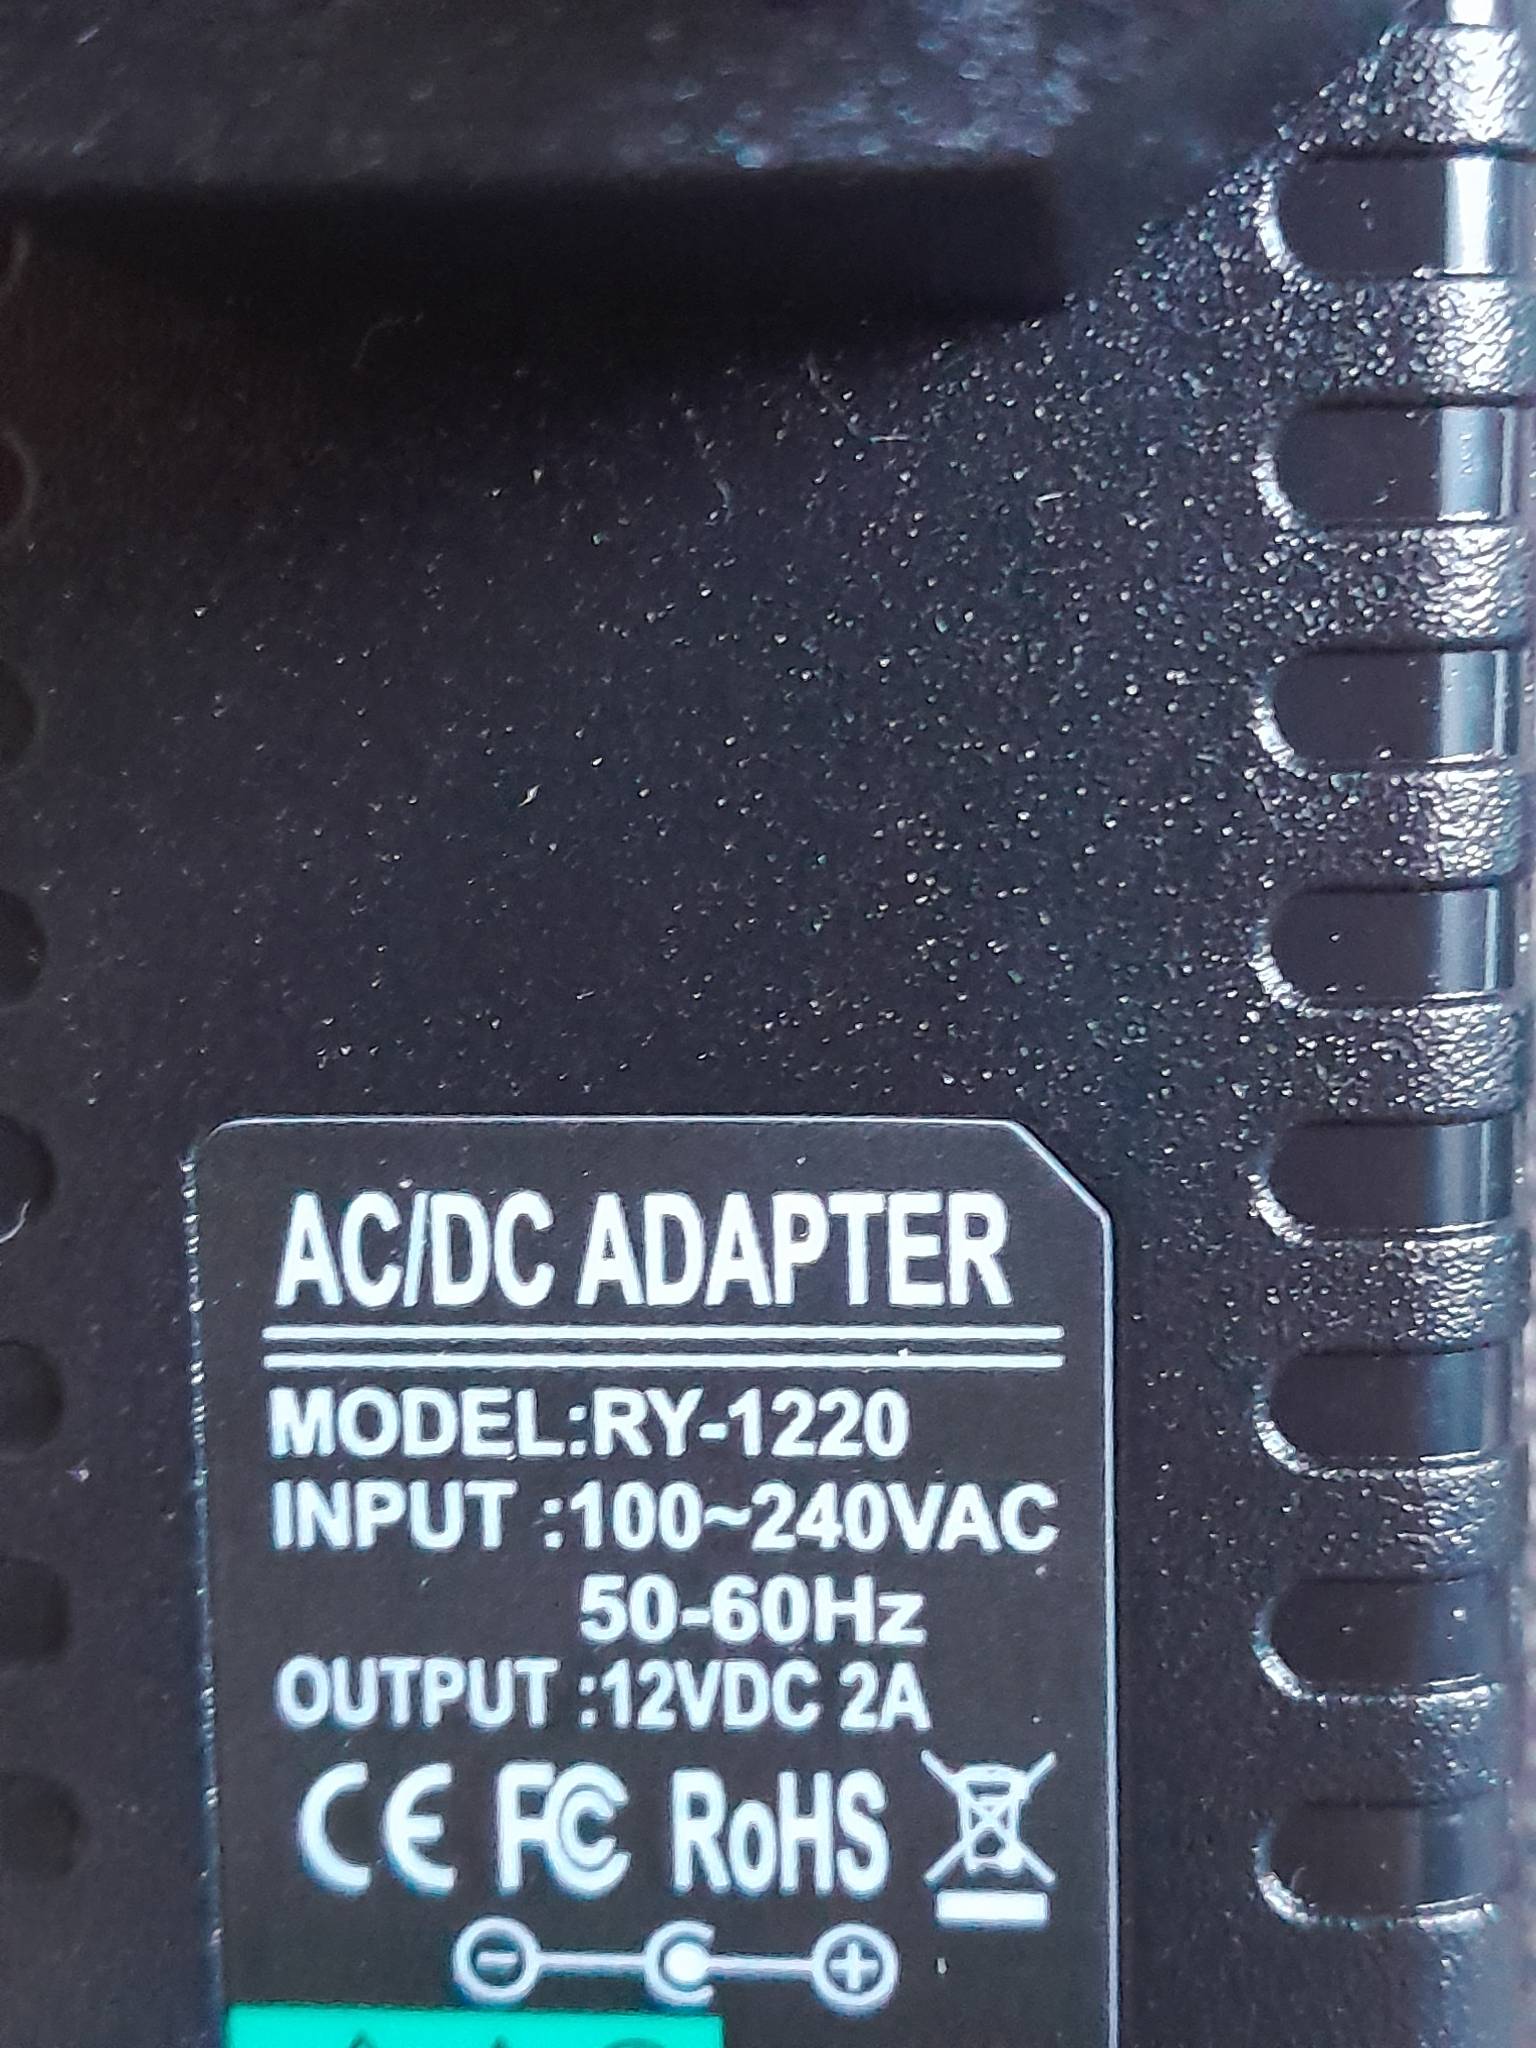 AC/DC ADAPTER
MODEL:RY-1220
INPUT :100~240VAC
50-60Hz
OUTPUT :12VDC 2A
CE FC RoHS